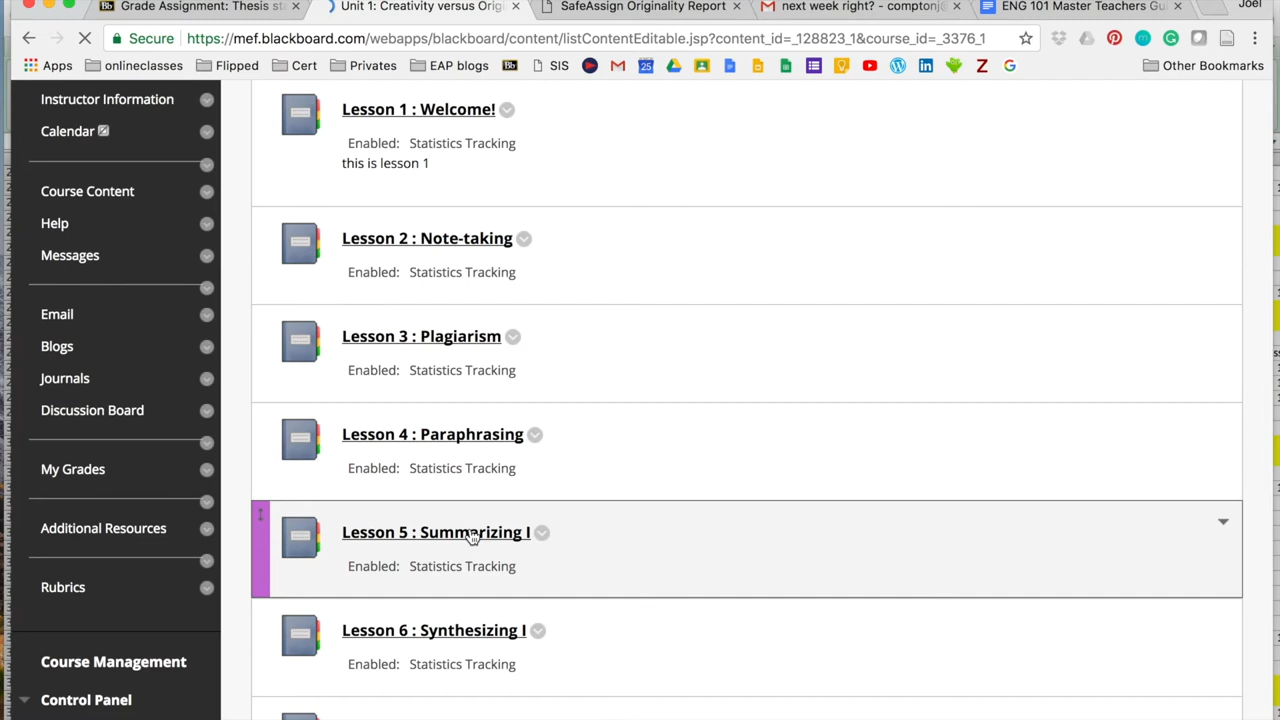 Grade Assignment: Thesis sta
Unit 1: Creativity versus Origi
SafeAssign Originality Report
next week right? - comptonj@
ENG 101 Master Teachers Gui
Joel
Secure
https://mef.blackboard.com/webapps/blackboard/content/listContentEditable.jsp?content_id=_128823_1&course_id=_3376_1
Apps
onlineclasses
Flipped
Cert
Privates
EAP blogs
Bb
SIS
Other Bookmarks
Instructor Information
Calendar
Course Content
Help
Messages
Email
Blogs
Journals
Discussion Board
My Grades
Additional Resources
Rubrics
Course Management
Control Panel
Lesson 1 : Welcome!
Enabled: Statistics Tracking
this is lesson 1
Lesson 2 : Note-taking
Enabled: Statistics Tracking
Lesson 3 : Plagiarism
Enabled: Statistics Tracking
Lesson 4 : Paraphrasing
Enabled: Statistics Tracking
Lesson 5 : Summarizing I
Enabled: Statistics Tracking
Lesson 6 : Synthesizing I
Enabled: Statistics Tracking